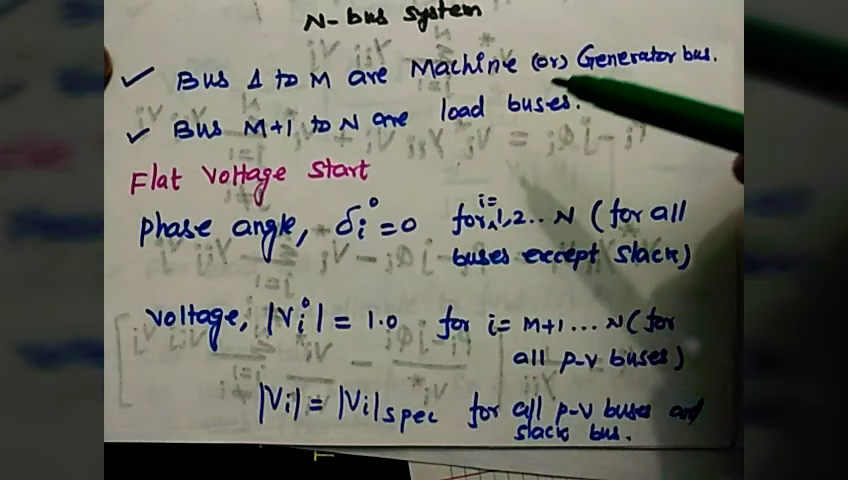 N-bus system
✓ Bus 1 to M are Machine (or) Generator bus.
✓ Bus M+1 to N are load buses.
Flat voltage start
phase angle, δi° = 0 for i= 1,2.. N (for all
buses except slack)
voltage, |Vi°| = 1.0 for i= M+1 ... N (for
all p-v buses)
|Vi| = |Vi|spec for all p-v buses and
slack bus.